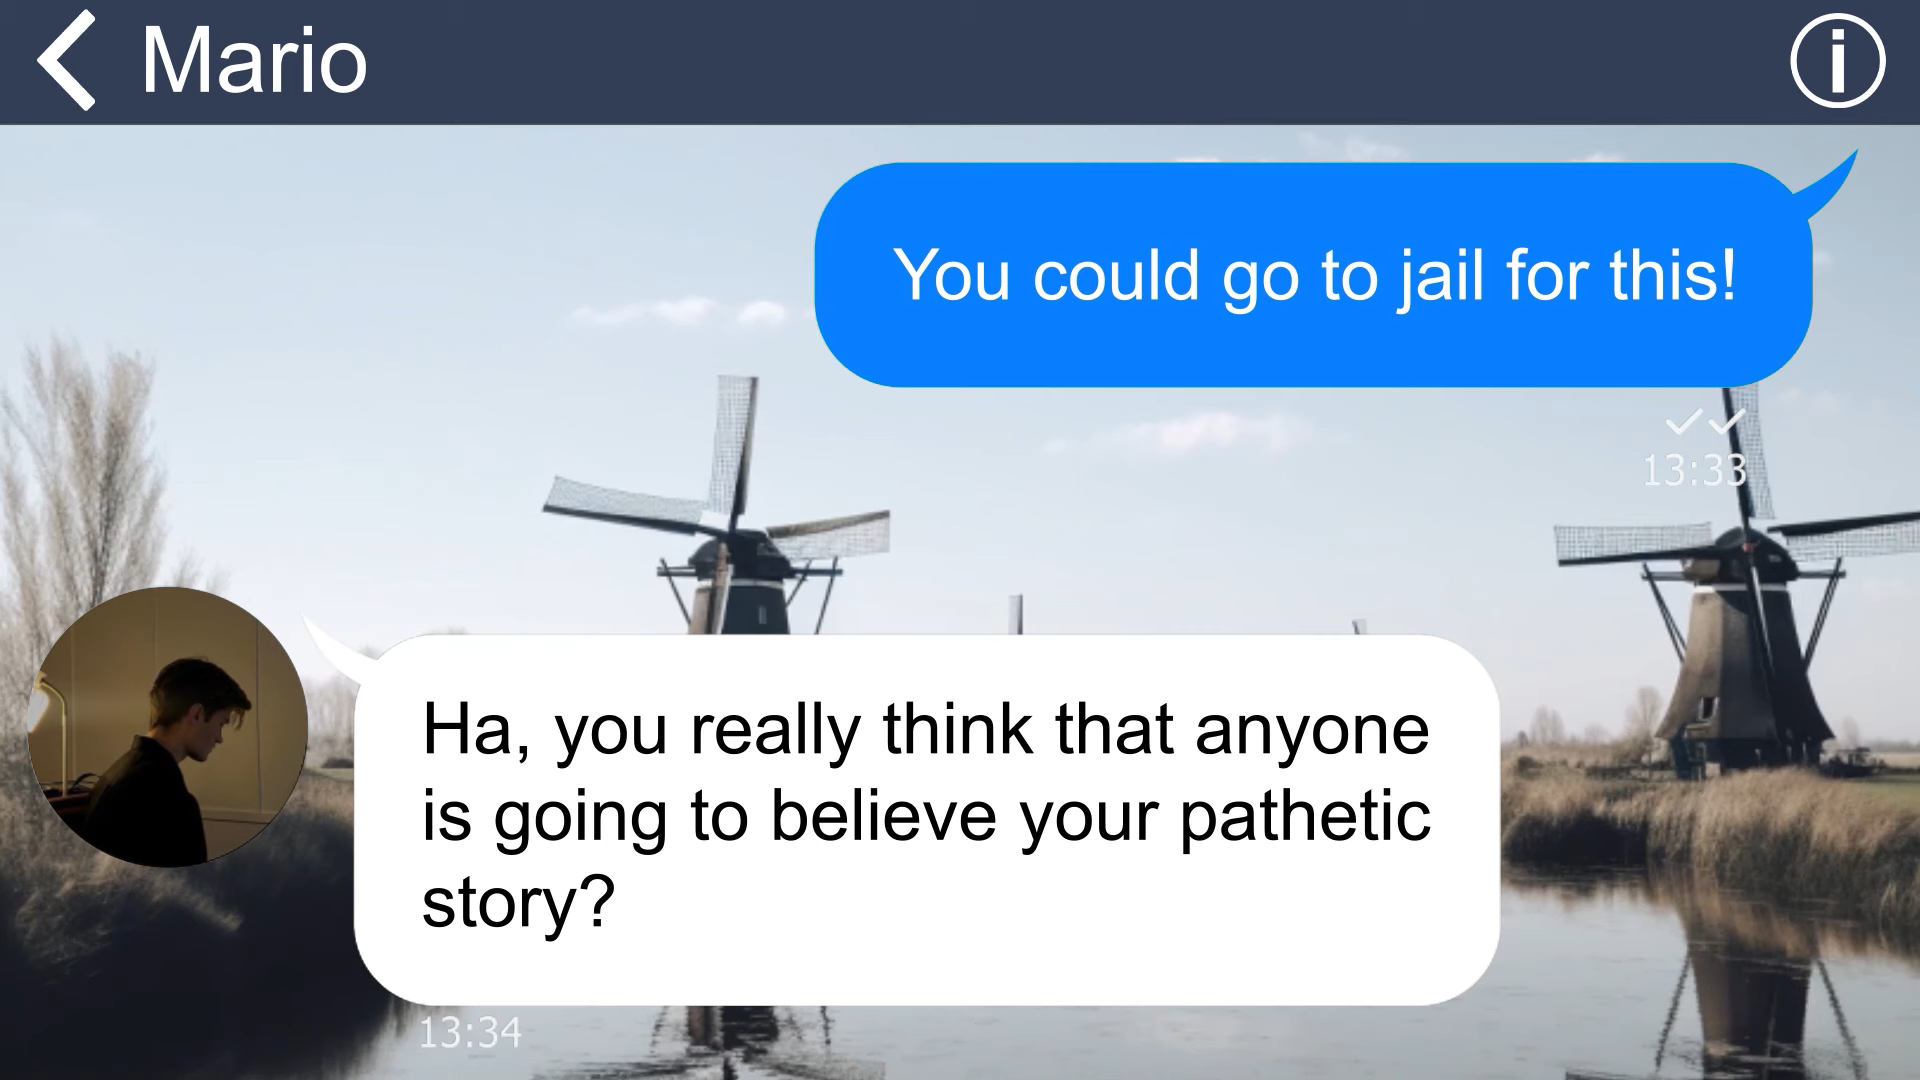 Mario
You could go to jail for this!
13:33
Ha, you really think that anyone
is going to believe your pathetic
story?
13:34